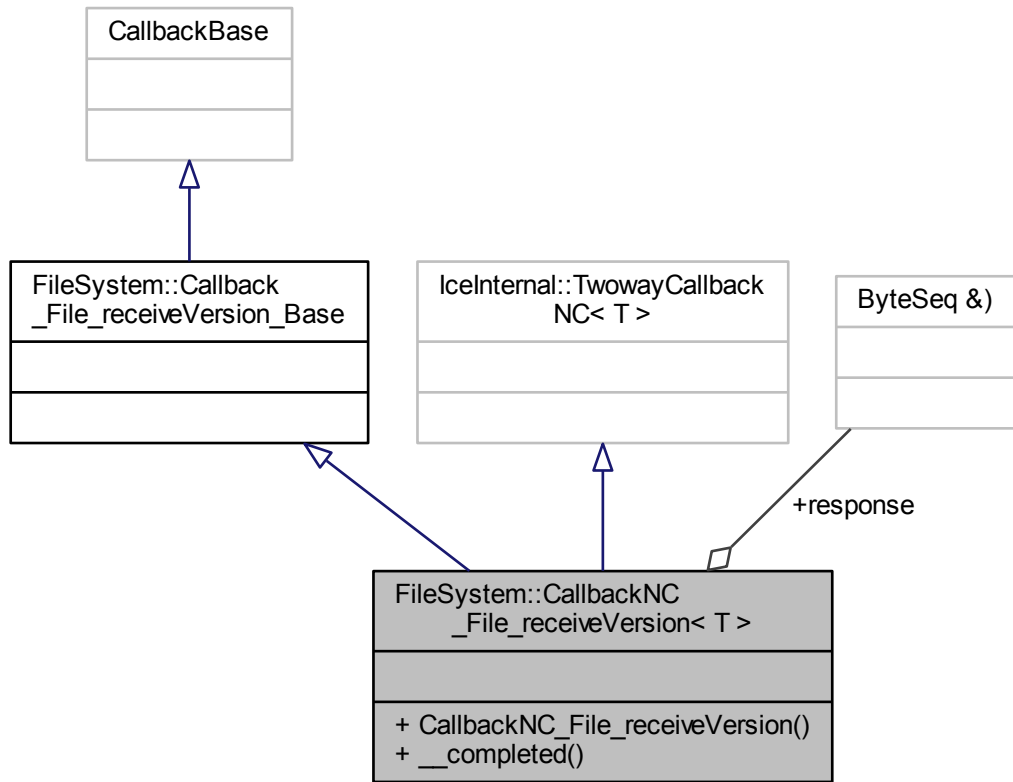 CallbackBase
FileSystem::Callback
_File_receiveVersion_Base
IceInternal::TwowayCallback
NC< T >
ByteSeq &)
+response
FileSystem::CallbackNC
_File_receiveVersion< T >
+ CallbackNC_File_receiveVersion()
+ __completed()